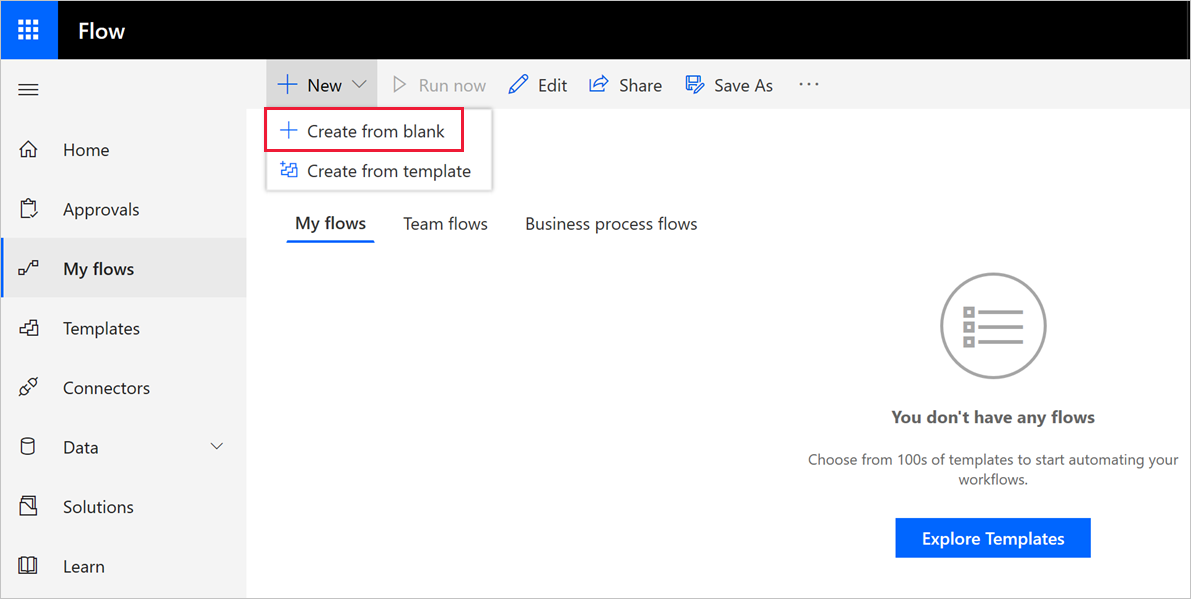 Flow
New
Run now
Edit
Share
Save As
Create from blank
Create from template
Home
Approvals
My flows
Templates
Connectors
Data
Solutions
Learn
My flows
Team flows
Business process flows
You don't have any flows
Choose from 100s of templates to start automating your
workflows.
Explore Templates